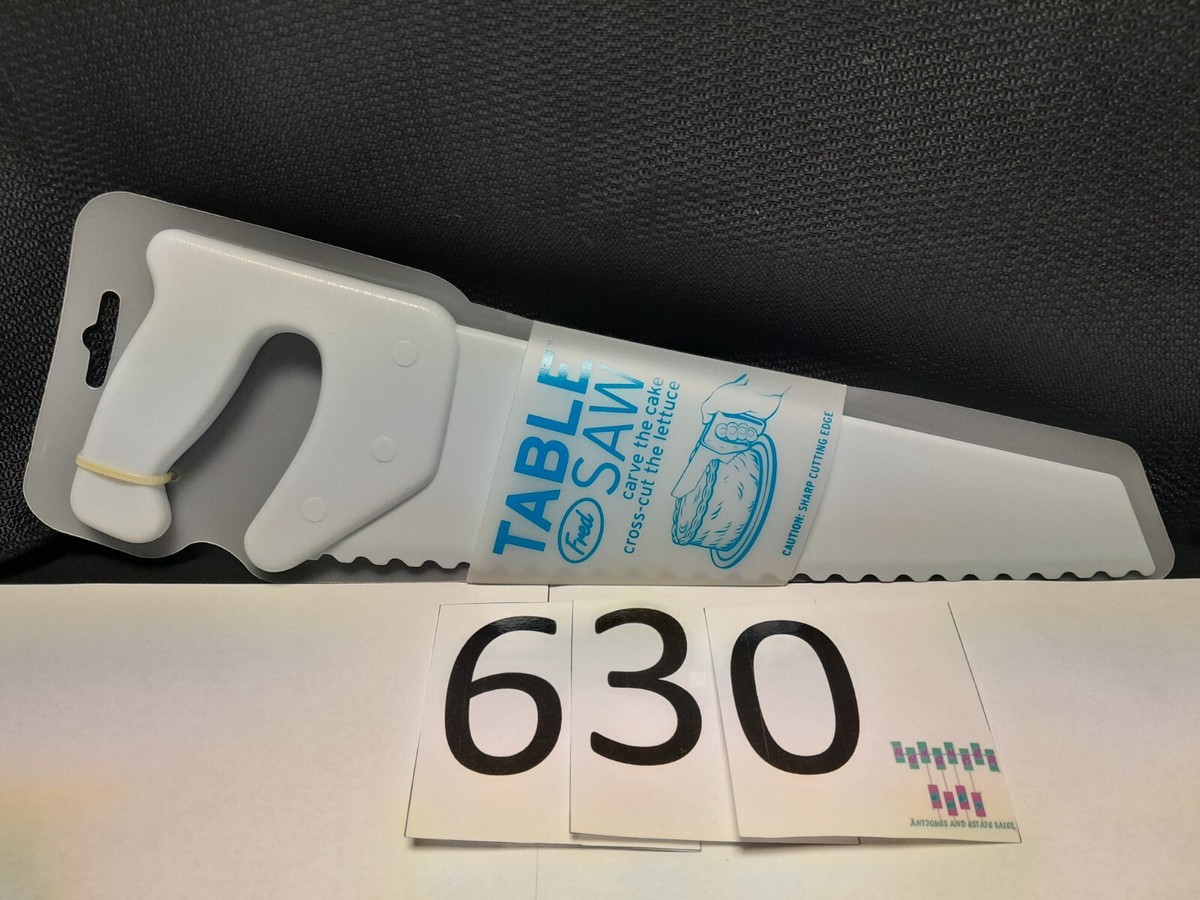 TABLE
SAW
Fred
carve the cake
cross-cut the lettuce
CAUTION: SHARP CUTTING EDGE
630
ANTIQUES AND ESTATE SALES